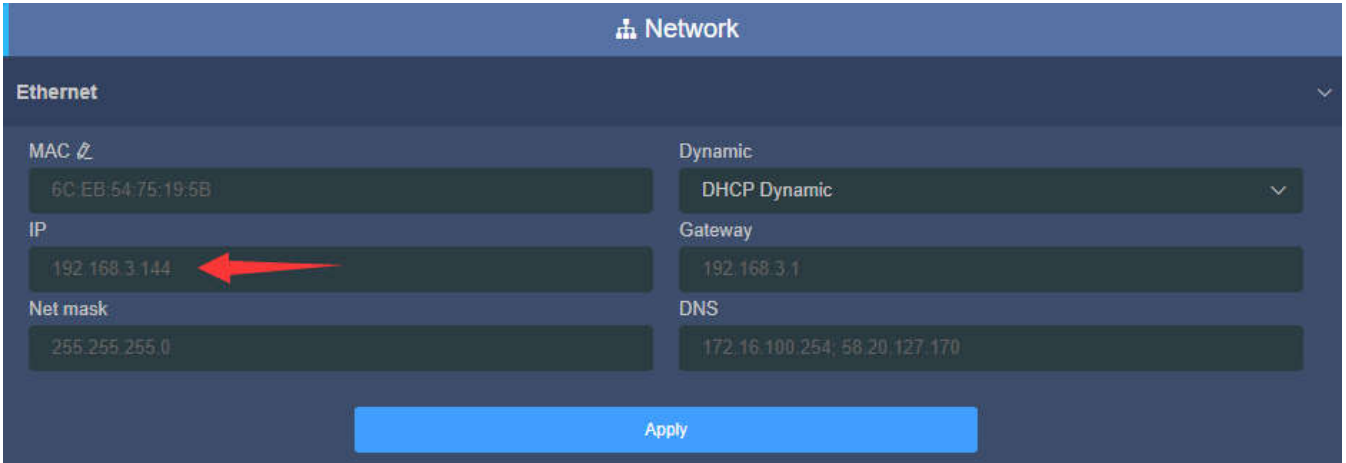 Network
Ethernet
MAC
6C:EB:54:75:19:5B
Dynamic
DHCP Dynamic
IP
192.168.3.144
Gateway
192.168.3.1
Net mask
255.255.255.0
DNS
172.16.100.254; 58.20.127.170
Apply